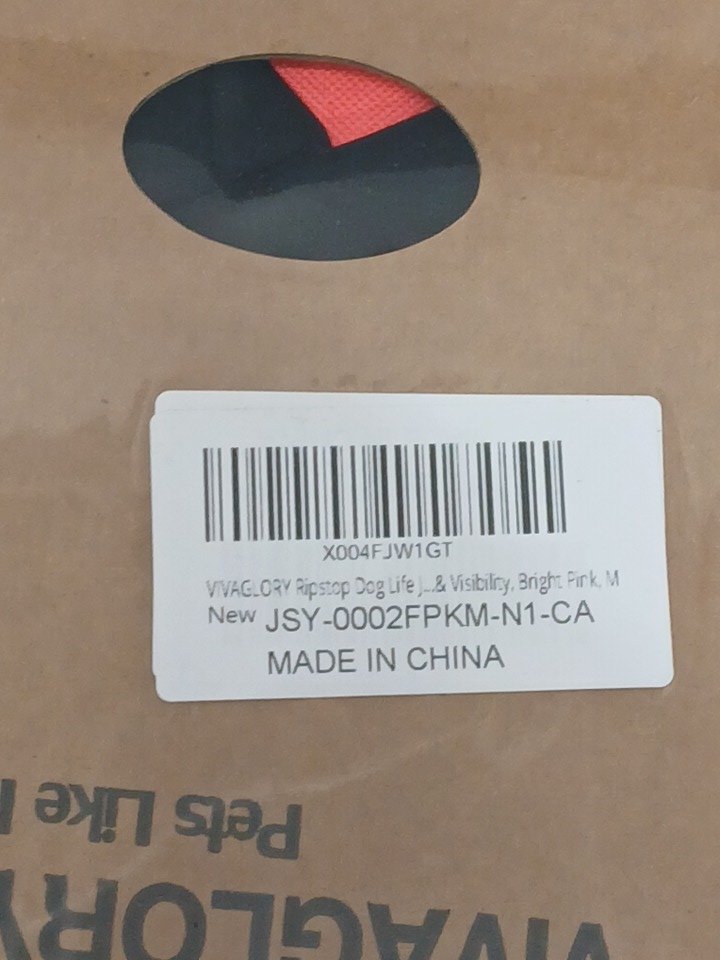 X004FJW1GT
VIVAGLORY Ripstop Dog Life J...& Visibility, Bright Pink, M
New JSY-0002FPKM-N1-CA
MADE IN CHINA
Pets Like
VIVAGLORY